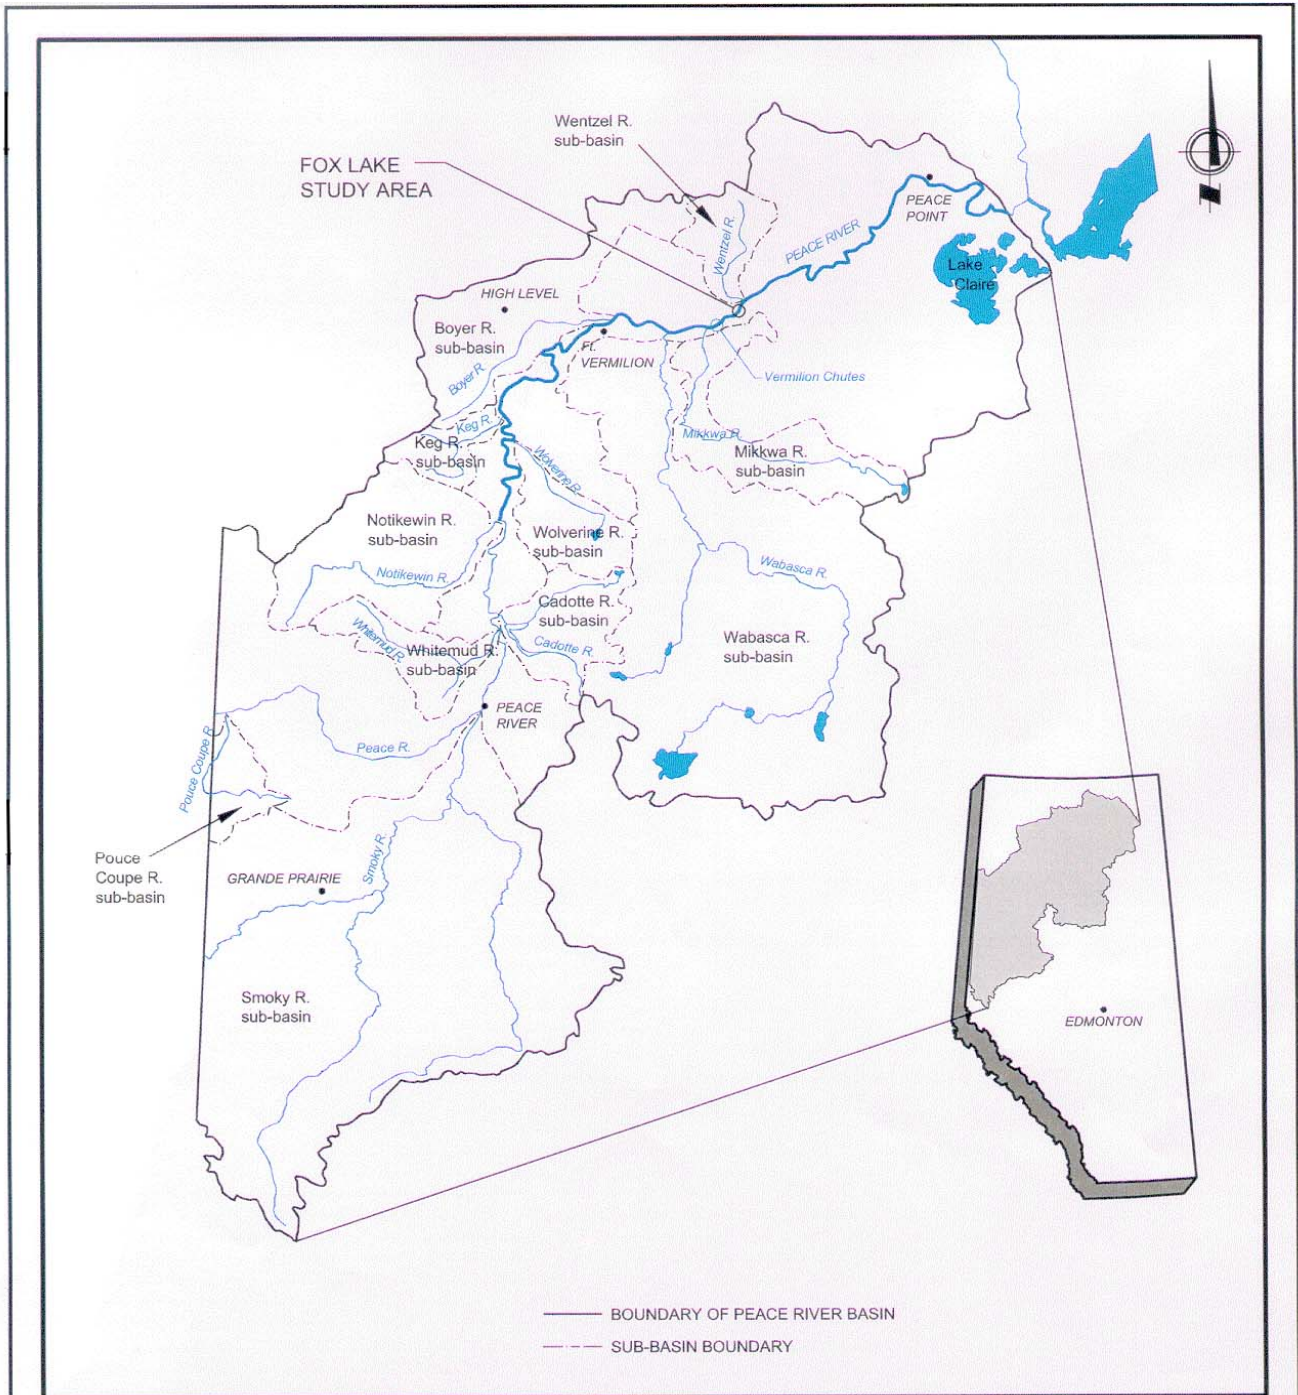 Wentzel R.
sub-basin
FOX LAKE
STUDY AREA
PEACE
POINT
Wentzel R.
PEACE RIVER
Lake
Claire
HIGH LEVEL
Boyer R.
sub-basin
Ft.
VERMILION
Boyer R.
Vermilion Chutes
Keg R.
Keg R.
sub-basin
Mikkwa R.
Mikkwa R.
sub-basin
Wolverine R.
Notikewin R.
sub-basin
Wolverine R.
sub-basin
Notikewin R.
Wabasca R.
Cadotte R.
sub-basin
Whitemud R.
Whitemud R.
sub-basin
Cadotte R.
Wabasca R.
sub-basin
PEACE
RIVER
Peace R.
Pouce Coupe R.
Pouce
Coupe R.
sub-basin
Smoky R.
GRANDE PRAIRIE
Smoky R.
sub-basin
EDMONTON
BOUNDARY OF PEACE RIVER BASIN
SUB-BASIN BOUNDARY